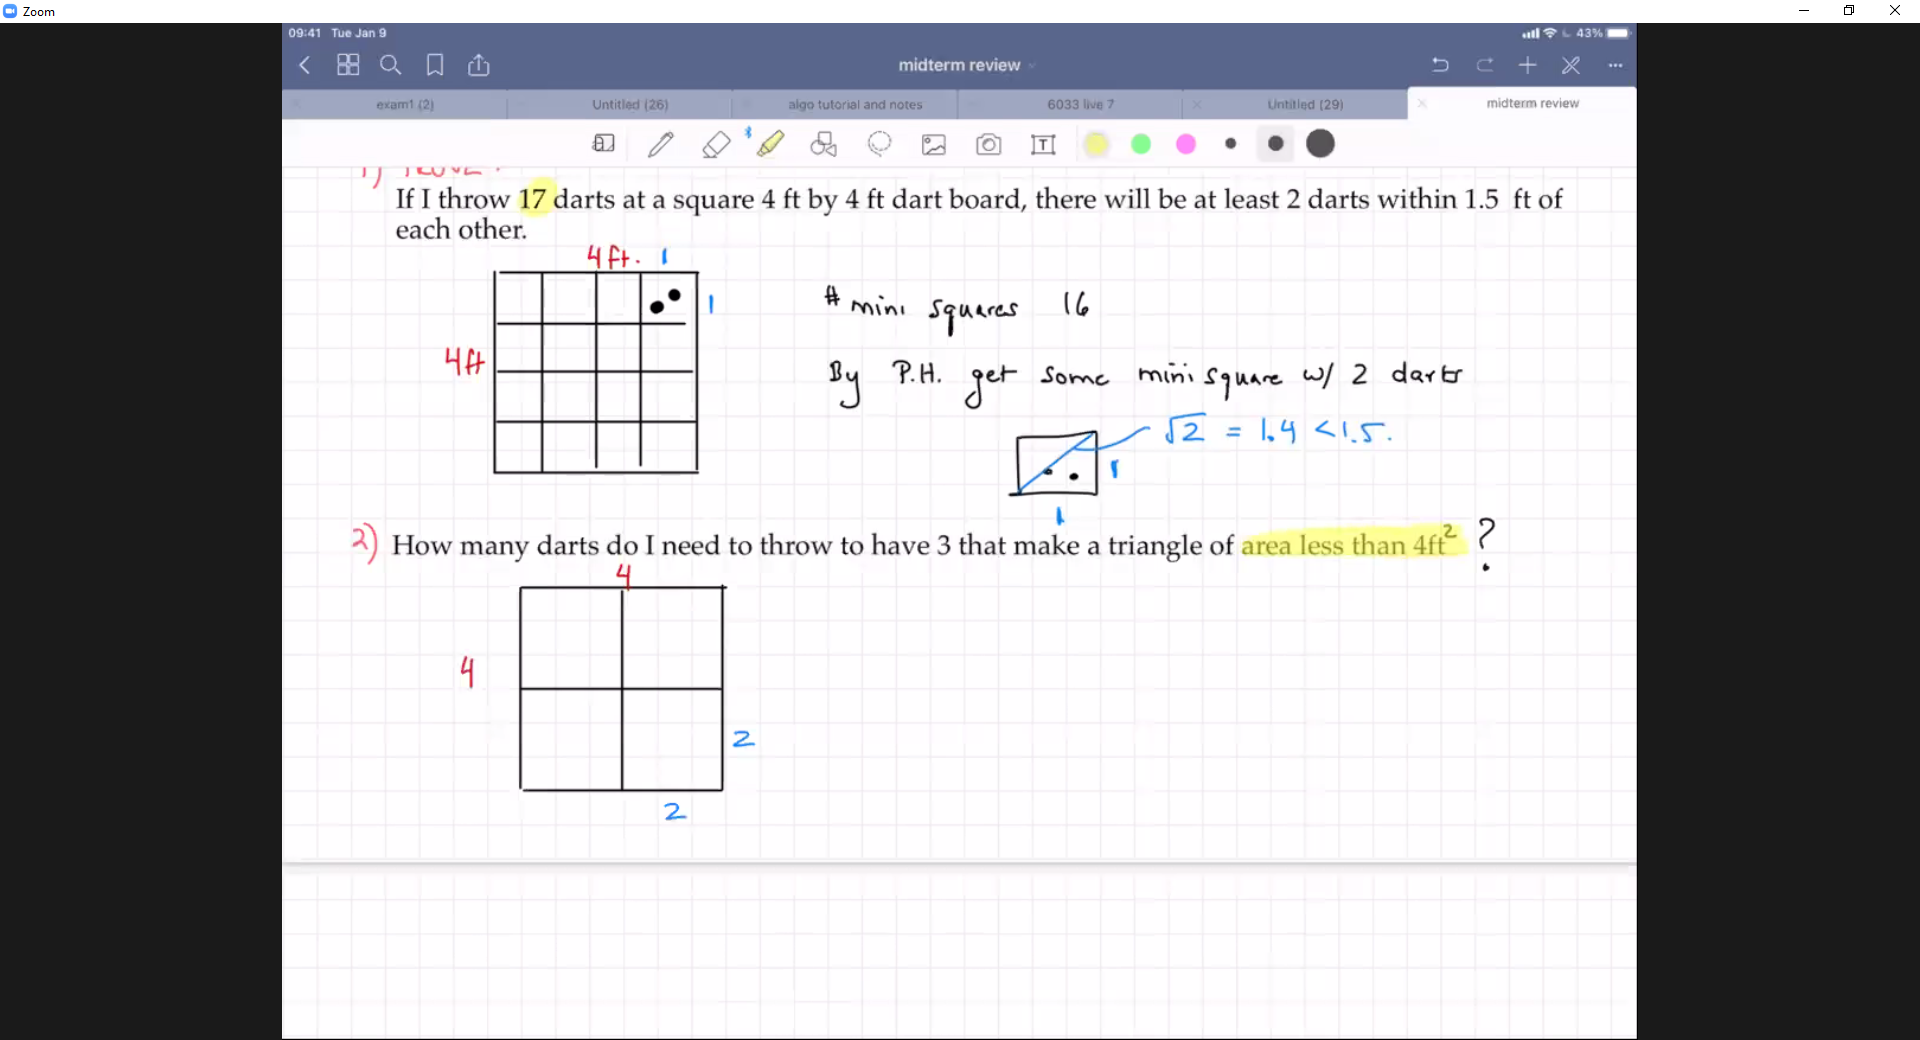 Zoom
09:41 Tue Jan 9
43%
midterm review
exam1 (2)
Untitled (26)
algo tutorial and notes
6033 live 7
Untitled (29)
midterm review
T
1) PROVE:
If I throw 17 darts at a square 4 ft by 4 ft dart board, there will be at least 2 darts within 1.5 ft of
each other.
4ft. 1
1
4ft
# mini squares 16
By P.H. get some mini square w/ 2 darts
√2 = 1.4 < 1.5.
1
1
2) How many darts do I need to throw to have 3 that make a triangle of area less than 4ft² ?
4
4
2
2